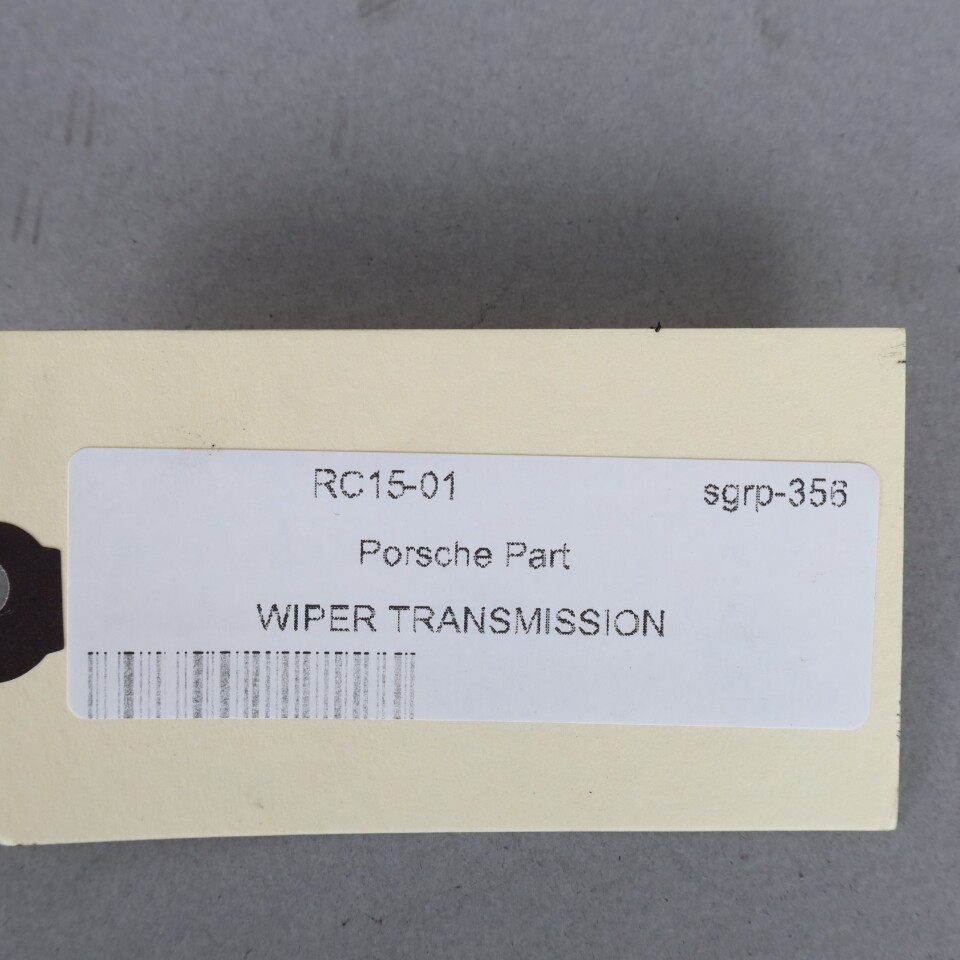 RC15-01 sgrp-356
Porsche Part
WIPER TRANSMISSION